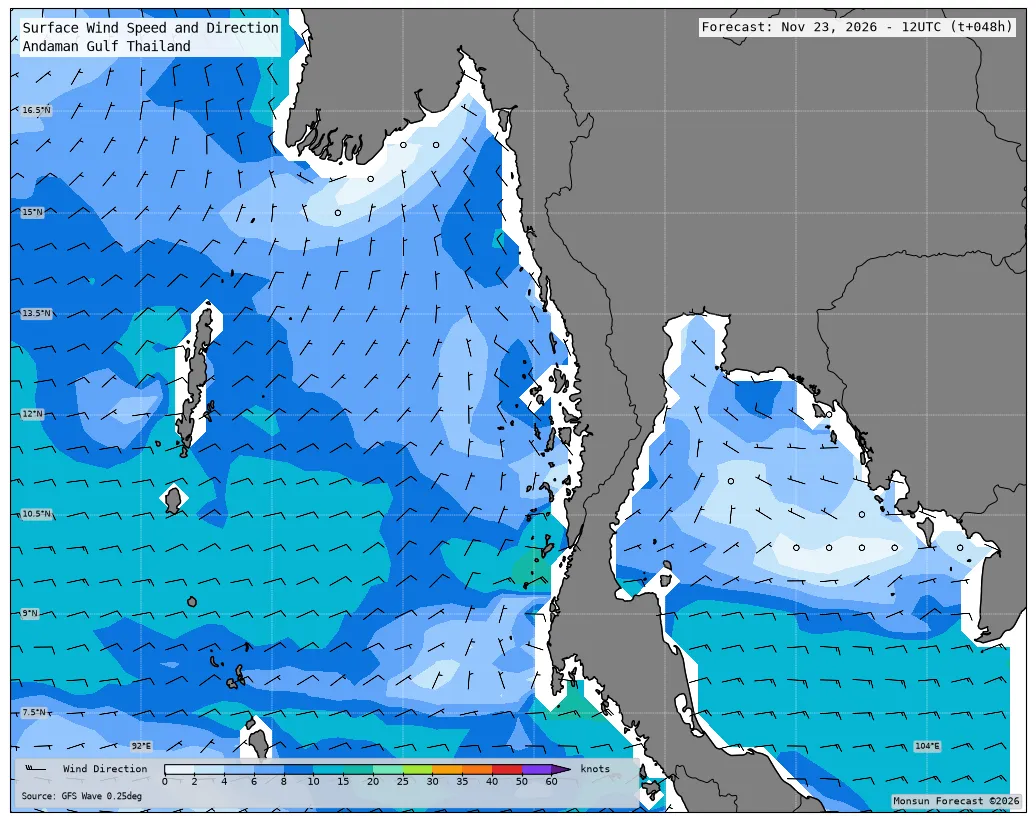 Surface Wind Speed and Direction
Andaman Gulf Thailand
Forecast: Nov 23, 2026 - 12UTC (t+048h)
16.5°N
15°N
13.5°N
12°N
10.5°N
9°N
7.5°N
92°E
104°E
Wind Direction
knots
0 2 4 6 8 10 15 20 25 30 35 40 50 60
Source: GFS Wave 0.25deg
Monsun Forecast ©2026